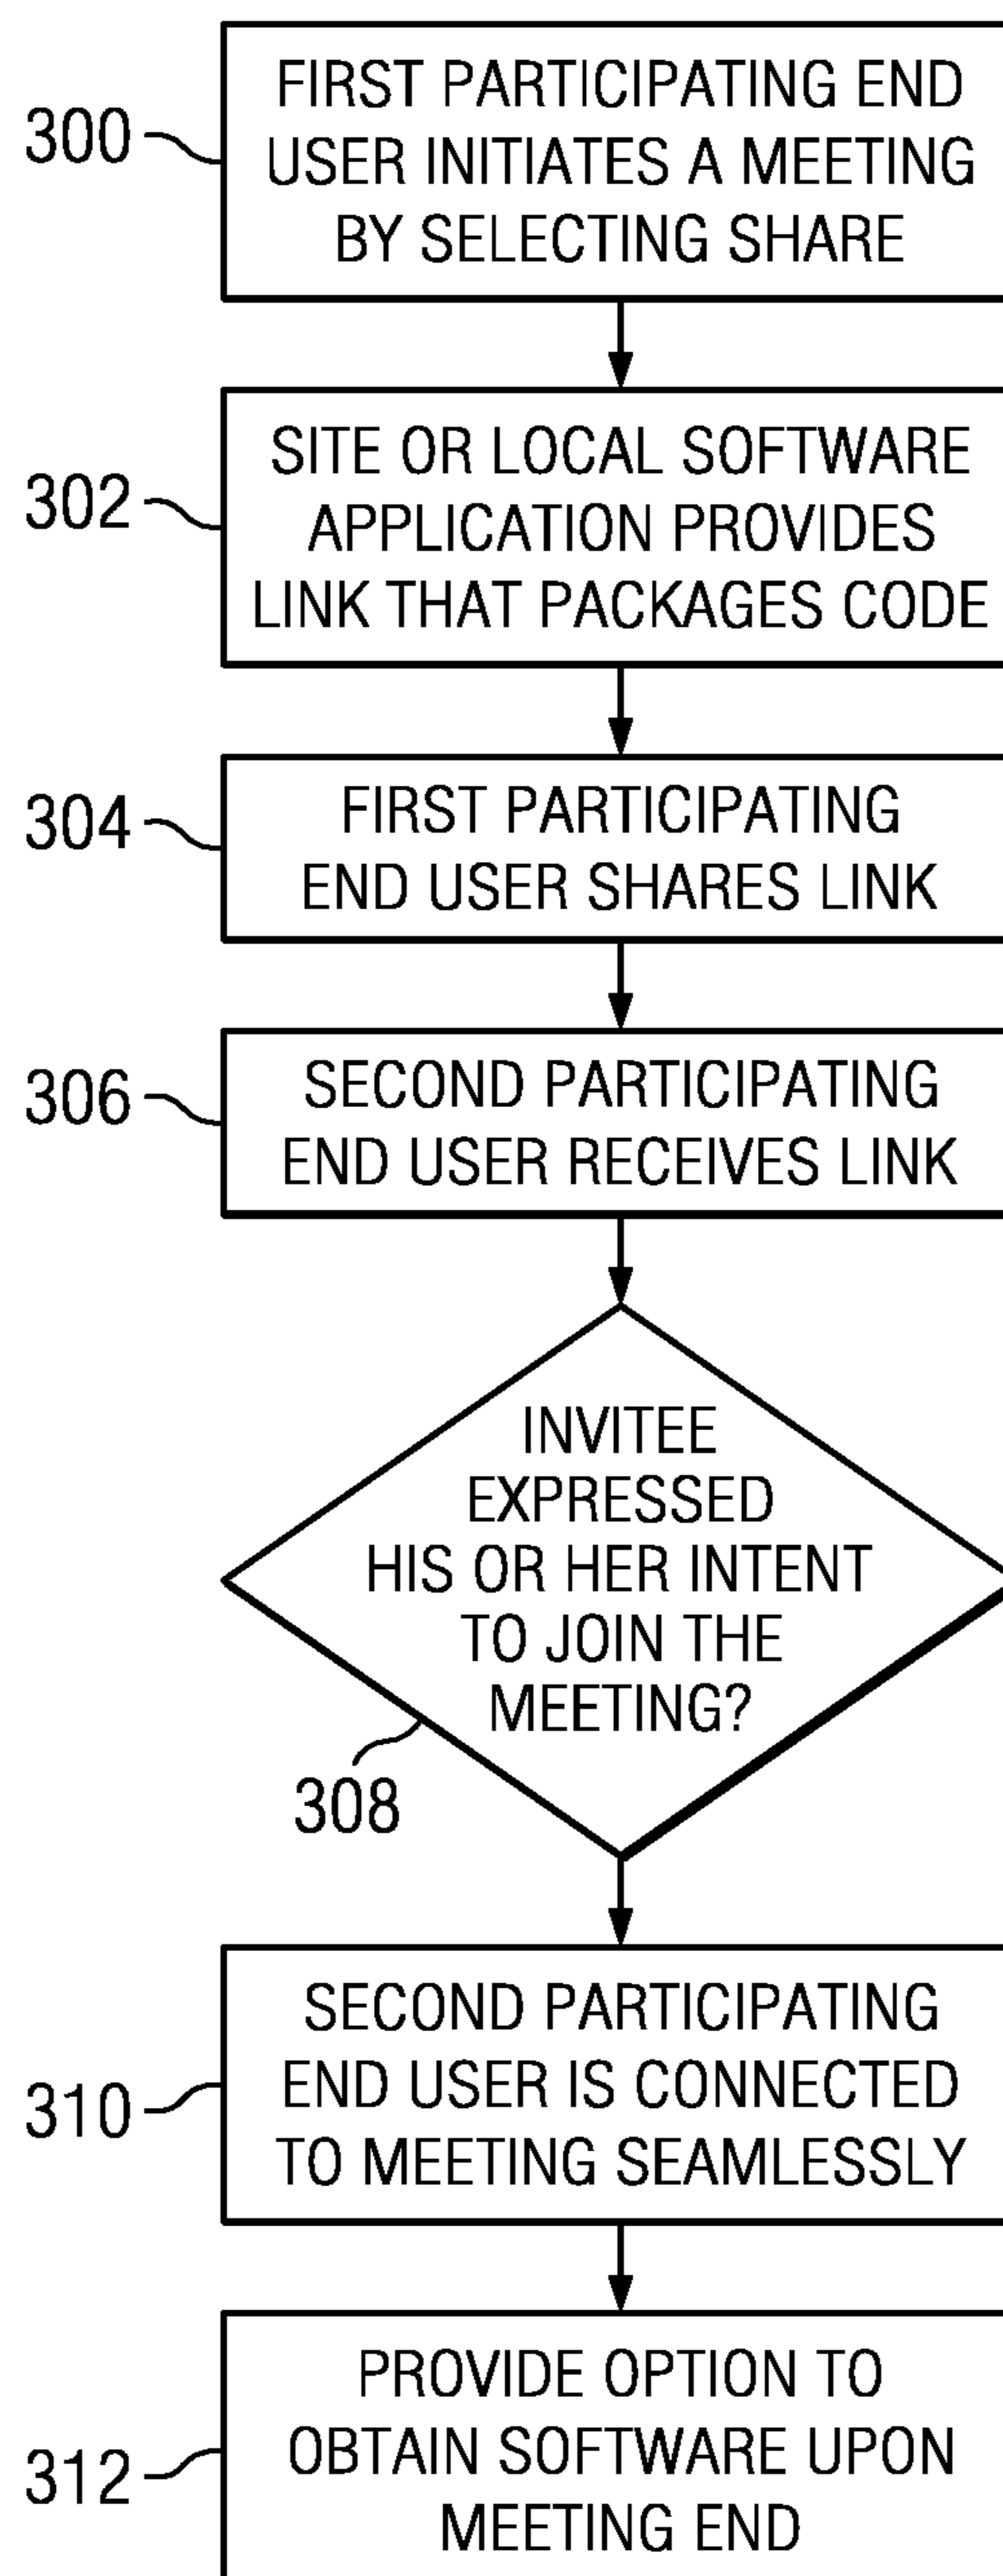 300
FIRST PARTICIPATING END
USER INITIATES A MEETING
BY SELECTING SHARE
302
SITE OR LOCAL SOFTWARE
APPLICATION PROVIDES
LINK THAT PACKAGES CODE
304
FIRST PARTICIPATING
END USER SHARES LINK
306
SECOND PARTICIPATING
END USER RECEIVES LINK
INVITEE
EXPRESSED
HIS OR HER INTENT
TO JOIN THE
MEETING?
308
310
SECOND PARTICIPATING
END USER IS CONNECTED
TO MEETING SEAMLESSLY
312
PROVIDE OPTION TO
OBTAIN SOFTWARE UPON
MEETING END